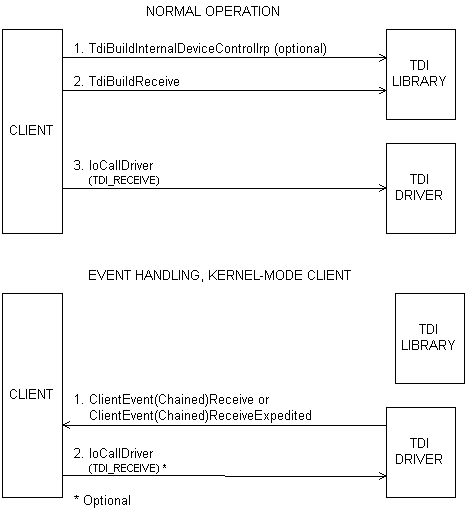 NORMAL OPERATION
1. TdiBuildInternalDeviceControlIrp (optional)
2. TdiBuildReceive
TDI
LIBRARY
CLIENT
3. IoCallDriver
(TDI_RECEIVE)
TDI
DRIVER
EVENT HANDLING, KERNEL-MODE CLIENT
TDI
LIBRARY
CLIENT
1. ClientEvent(Chained)Receive or
ClientEvent(Chained)ReceiveExpedited
2. IoCallDriver
(TDI_RECEIVE) *
TDI
DRIVER
* Optional